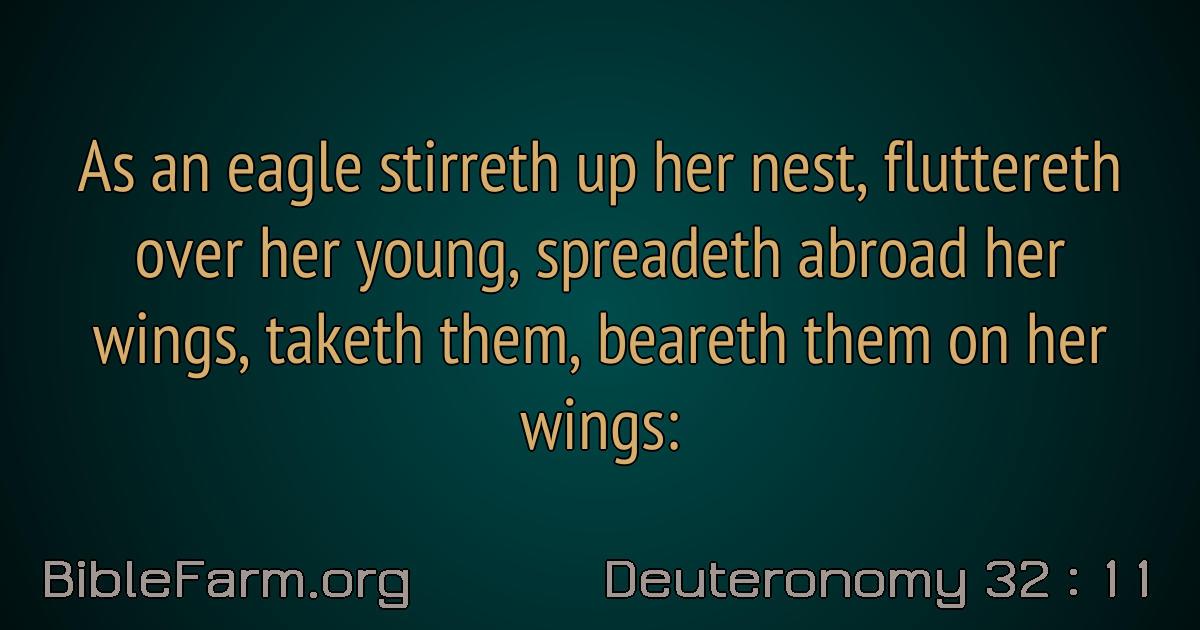 As an eagle stirreth up her nest, fluttereth
over her young, spreadeth abroad her
wings, taketh them, beareth them on her
wings:
BibleFarm.org
Deuteronomy 32 : 11